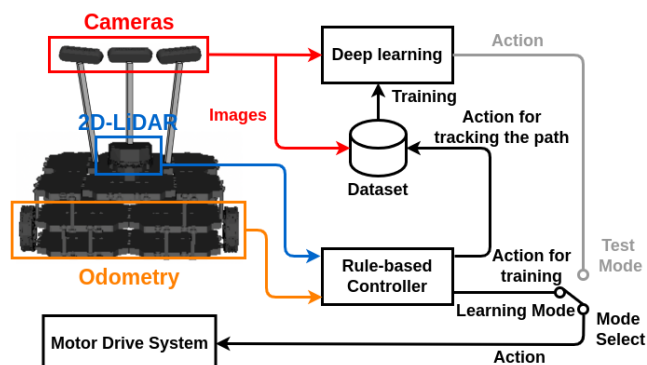 Cameras
Deep learning
Action
Training
Images
2D-LiDAR
Action for
tracking the path
Dataset
Odometry
Rule-based
Controller
Action for
training
Test
Mode
Learning Mode
Mode
Select
Motor Drive System
Action